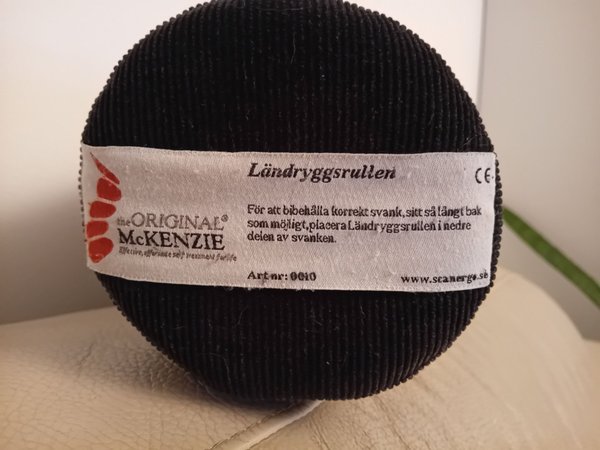 Ländryggsrullen
CE
För att bibehålla korrekt svank, sitt så långt bak
som möjligt, placera Ländryggsrullen i nedre
delen av svanken.
the ORIGINAL®
McKENZIE
Effective, affordable self treatment for life
Art nr: 0010
www.scanergo.se